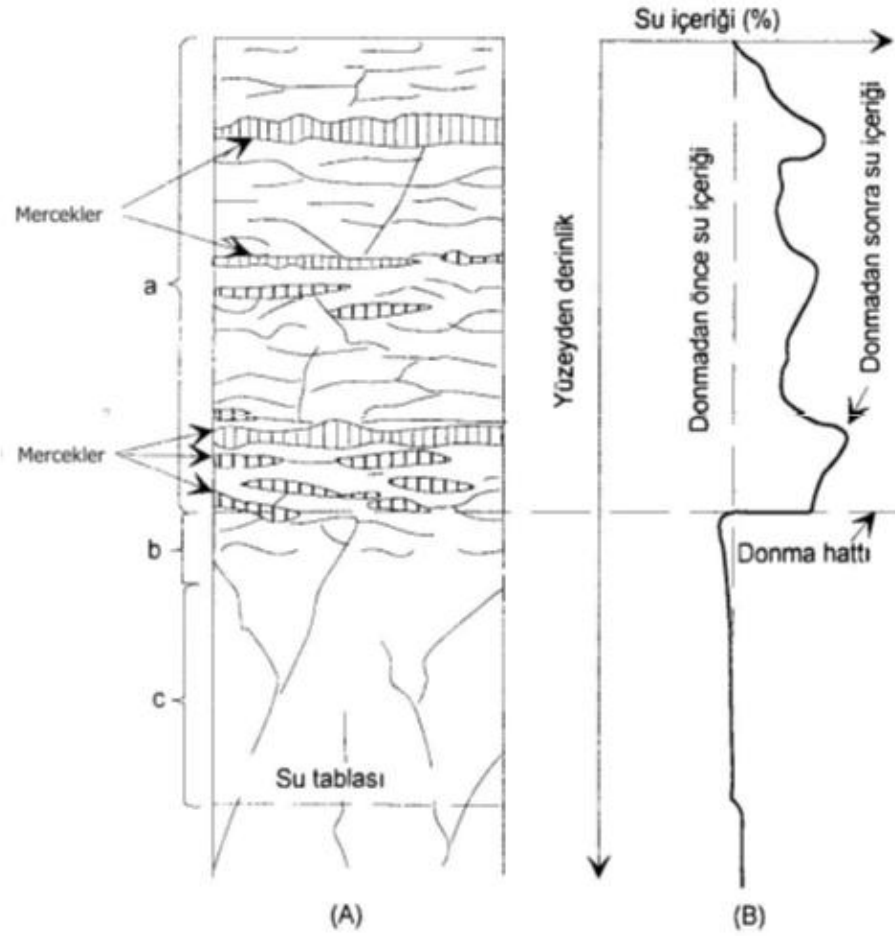 Su içeriği (%)
Mercekler
a
Yüzeyden derinlik
Donmadan önce su içeriği
Donmadan sonra su içeriği
Mercekler
b
Donma hattı
c
Su tablası
(A)
(B)